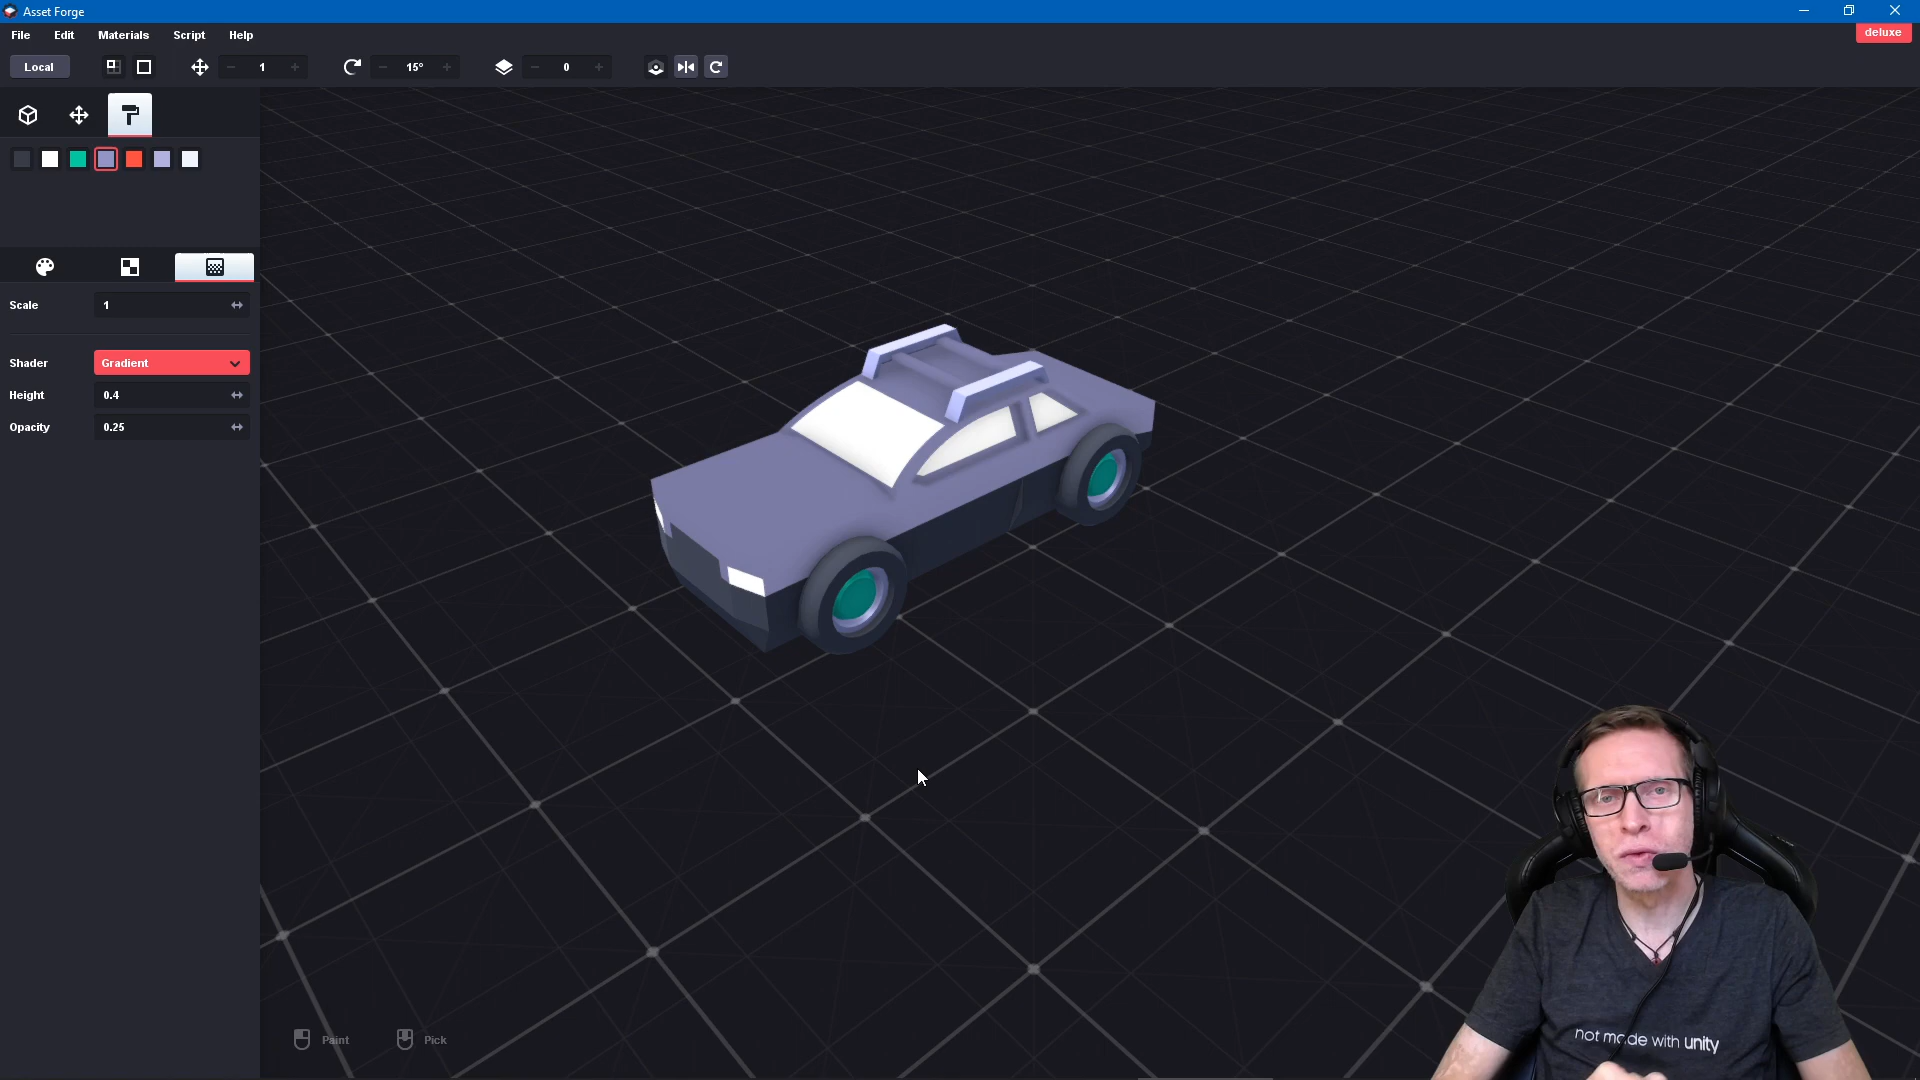 Asset Forge
File Edit Materials Script Help
deluxe
Local 1 15° 0
Scale 1
Shader Gradient
Height 0.4
Opacity 0.25
Paint Pick
not made with unity